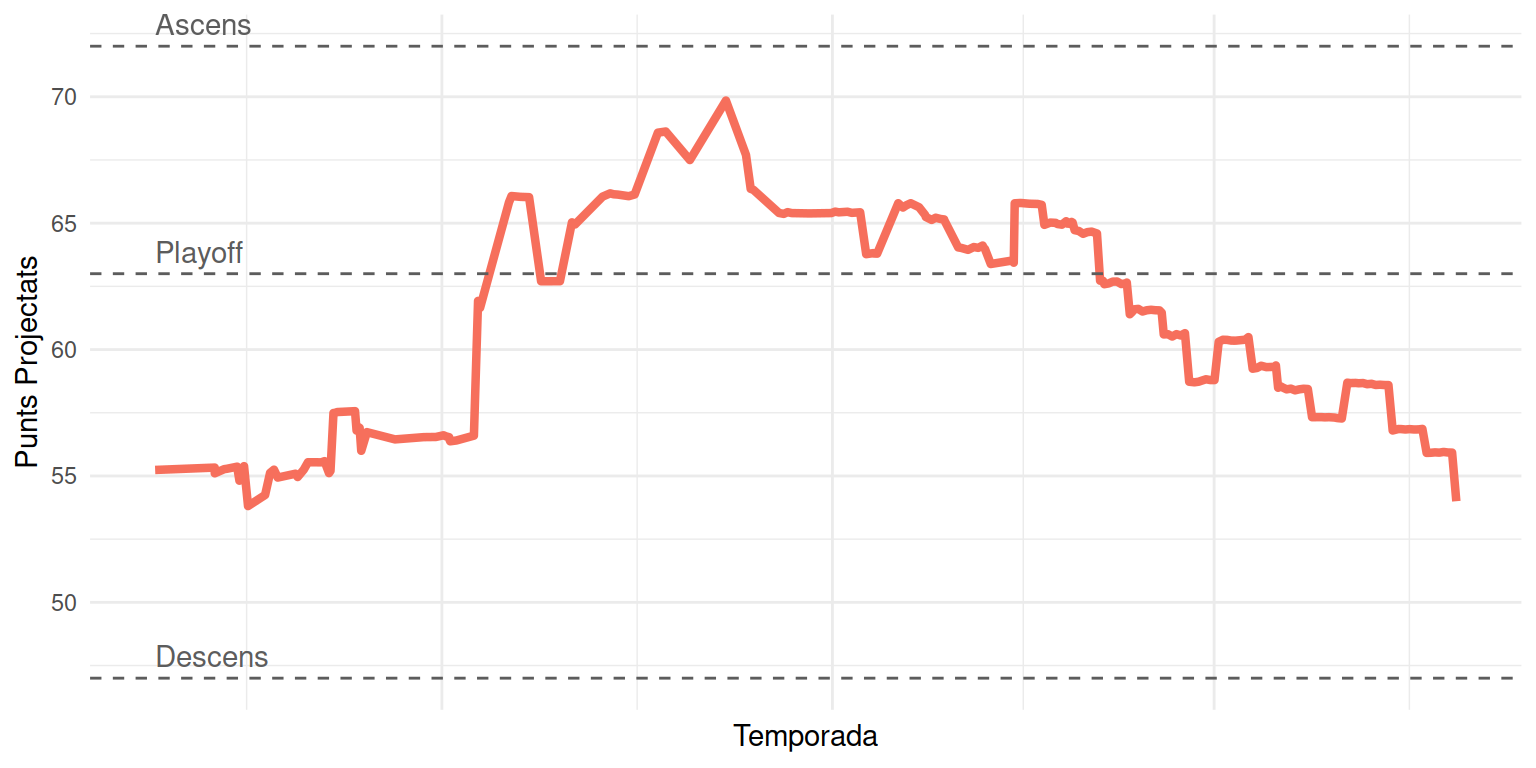 Ascens
70
65
Playoff
60
55
50
Descens
Punts Projectats
Temporada